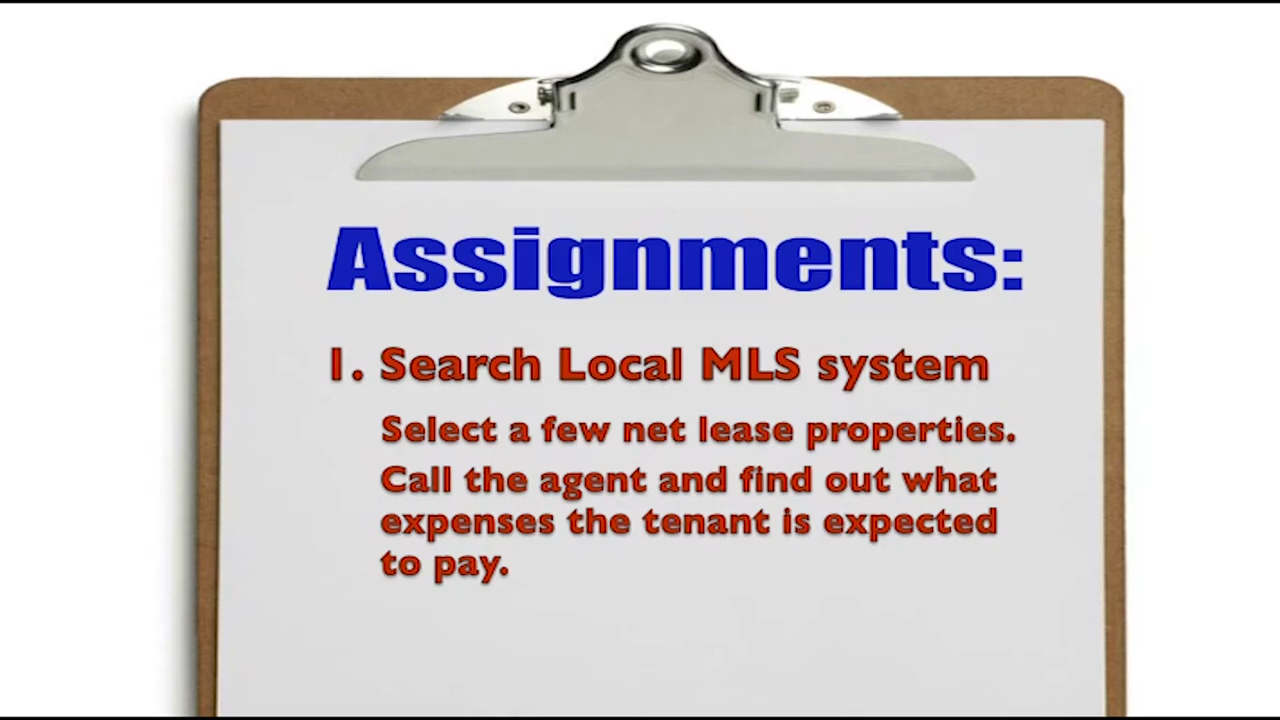 Assignments:
1. Search Local MLS system
Select a few net lease properties.
Call the agent and find out what
expenses the tenant is expected
to pay.